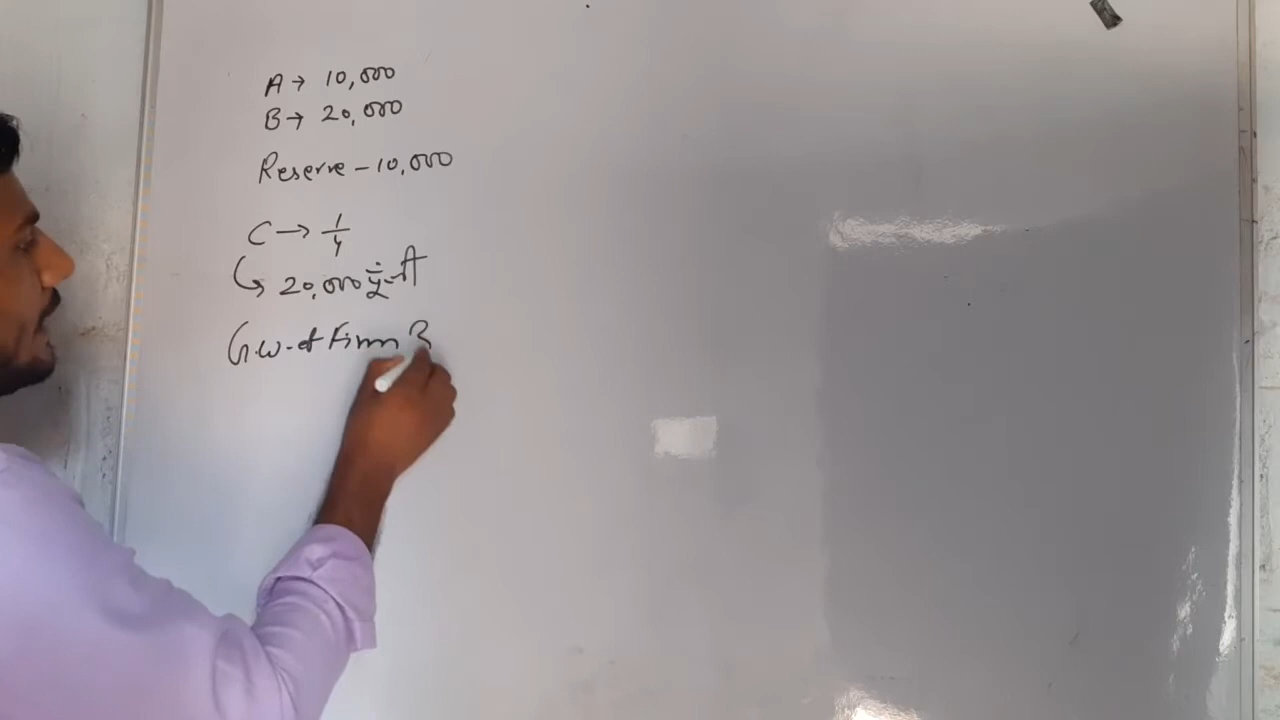 A → 10,000
B → 20,000
Reserve - 10,000
C → 1/4
↳ 20,000
G.W. of Firm